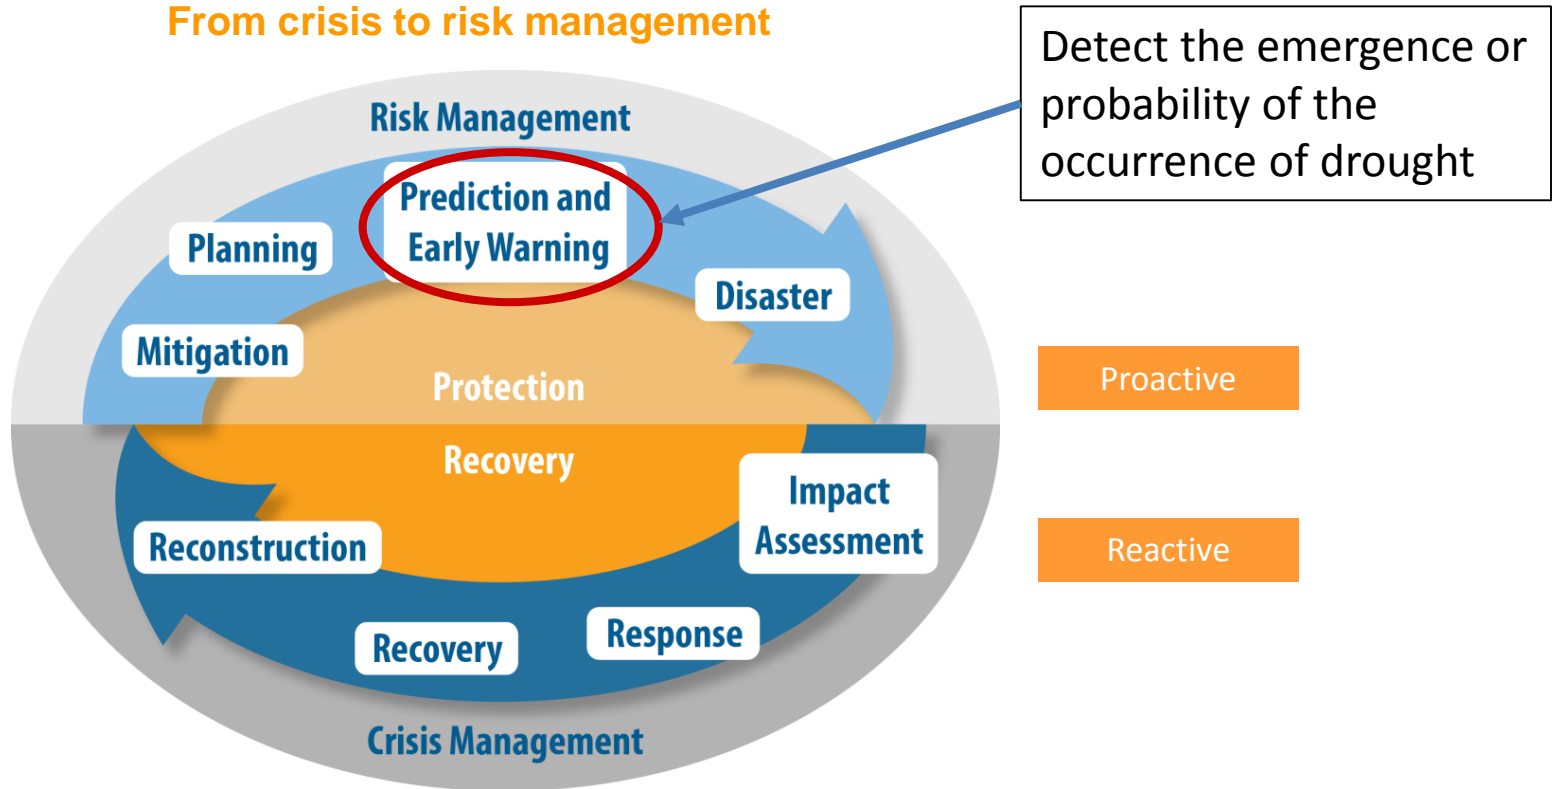 From crisis to risk management
Detect the emergence or
probability of the
occurrence of drought
Risk Management
Prediction and
Early Warning
Planning
Disaster
Mitigation
Protection
Proactive
Recovery
Impact
Assessment
Reconstruction
Reactive
Response
Recovery
Crisis Management